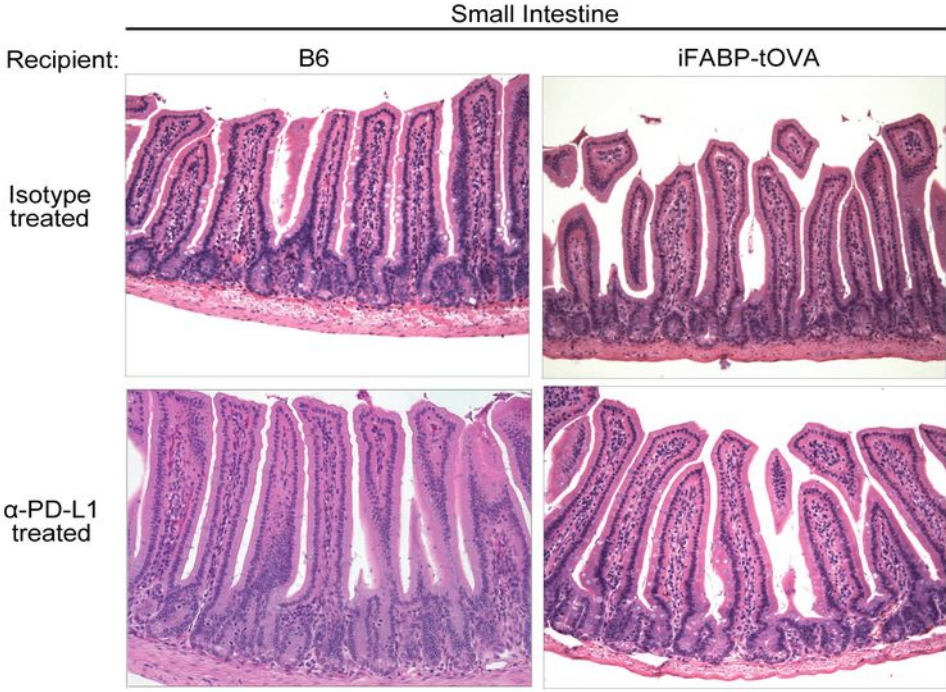 Small Intestine
Recipient: B6 iFABP-tOVA
Isotype
treated
α-PD-L1
treated